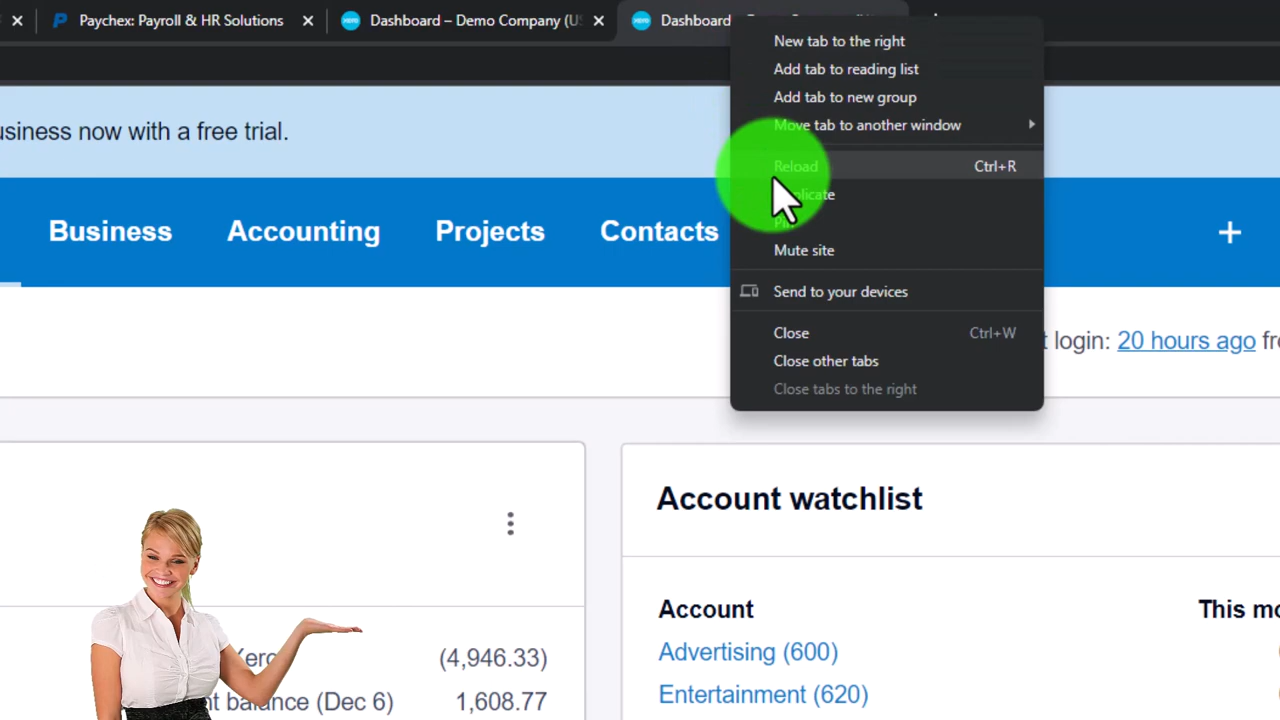 Paychex: Payroll & HR Solutions
Dashboard – Demo Company (US
Dashboard
New tab to the right
Add tab to reading list
Add tab to new group
Move tab to another window
usiness now with a free trial.
Reload Ctrl+R
Mute site
Business Accounting Projects Contacts +
Send to your devices
Close Ctrl+W
Close other tabs
Close tabs to the right
login: 20 hours ago
Account watchlist
Account This mo
Advertising (600)
Entertainment (620)
Xero (4,946.33)
balance (Dec 6) 1,608.77